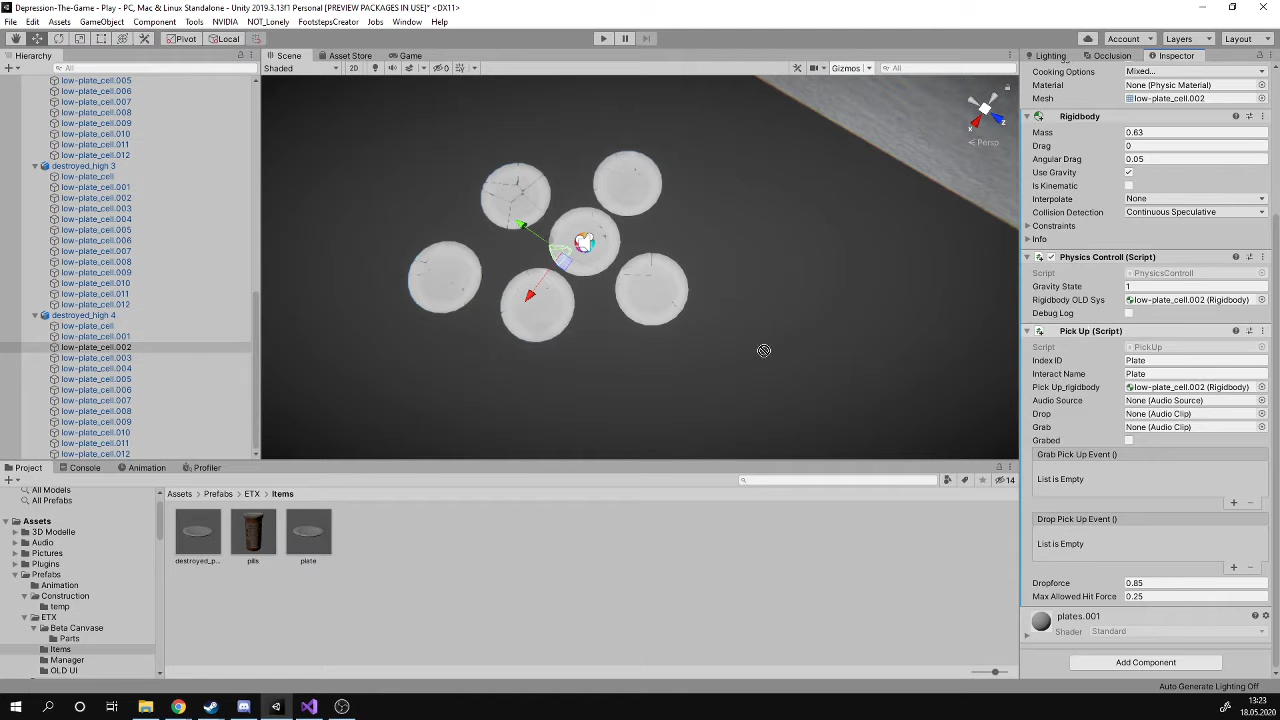 Depression-The-Game - Play - PC, Mac & Linux Standalone - Unity 2019.3.13f1 Personal [PREVIEW PACKAGES IN USE]* <DX11>
File Edit Assets GameObject Component Tools NVIDIA NOT_Lonely FootstepsCreator Jobs Window Help
Pivot Local Account Layers Layout
Hierarchy Scene Asset Store Game Lighting Occlusion Inspector
All Shaded 2D 0 Gizmos All
low-plate_cell.005
low-plate_cell.006
low-plate_cell.007
low-plate_cell.008
low-plate_cell.009
low-plate_cell.010
low-plate_cell.011
low-plate_cell.012
destroyed_high 3
low-plate_cell
low-plate_cell.001
low-plate_cell.002
low-plate_cell.003
low-plate_cell.004
low-plate_cell.005
low-plate_cell.006
low-plate_cell.007
low-plate_cell.008
low-plate_cell.009
low-plate_cell.010
low-plate_cell.011
low-plate_cell.012
destroyed_high 4
low-plate_cell
low-plate_cell.001
low-plate_cell.002
low-plate_cell.003
low-plate_cell.004
low-plate_cell.005
low-plate_cell.006
low-plate_cell.007
low-plate_cell.008
low-plate_cell.009
low-plate_cell.010
low-plate_cell.011
low-plate_cell.012
x z
Persp
Cooking Options Mixed...
Material None (Physic Material)
Mesh low-plate_cell.002
Rigidbody
Mass 0.63
Drag 0
Angular Drag 0.05
Use Gravity
Is Kinematic
Interpolate None
Collision Detection Continuous Speculative
Constraints
Info
Physics Controll (Script)
Script PhysicsControll
Gravity State 1
Rigidbody OLD Sys low-plate_cell.002 (Rigidbody)
Debug Log
Pick Up (Script)
Script PickUp
Index ID Plate
Interact Name Plate
Pick Up_rigidbody low-plate_cell.002 (Rigidbody)
Audio Source None (Audio Source)
Drop None (Audio Clip)
Grab None (Audio Clip)
Grabed
Grab Pick Up Event ()
List is Empty
Drop Pick Up Event ()
List is Empty
Dropforce 0.85
Max Allowed Hit Force 0.25
plates.001
Shader Standard
Add Component
Auto Generate Lighting Off
Project Console Animation Profiler
14
All Models
All Prefabs
Assets
3D Modelle
Audio
Pictures
Plugins
Prefabs
Animation
Construction
temp
ETX
Beta Canvase
Parts
Items
Manager
OLD UI
Assets Prefabs ETX Items
destroyed_p... pills plate
13:23
18.05.2020